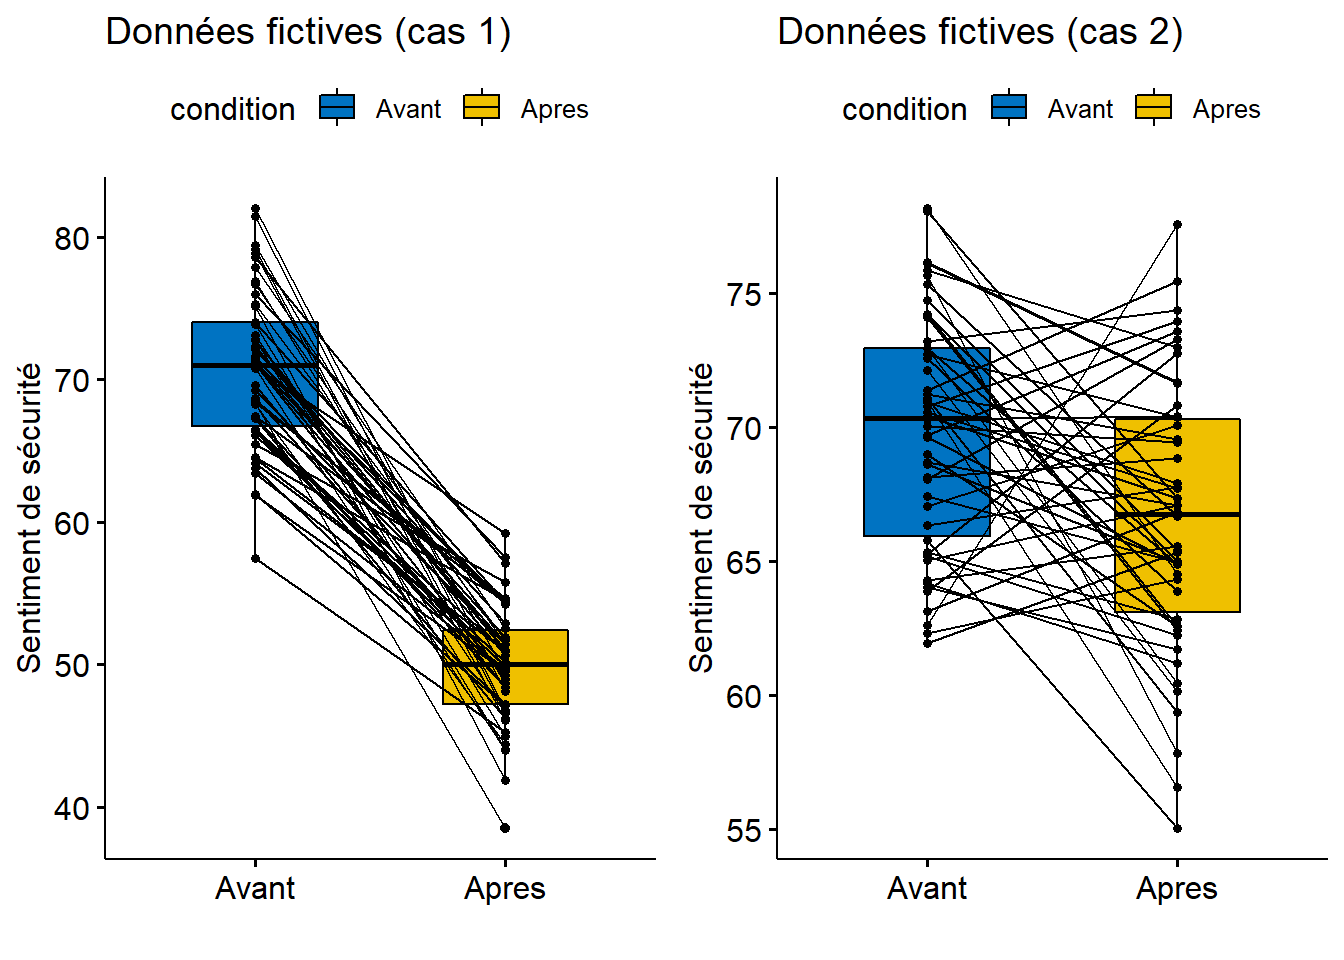 Données fictives (cas 1)
condition Avant Apres
Sentiment de sécurité
80
70
60
50
40
Avant Apres
Données fictives (cas 2)
condition Avant Apres
Sentiment de sécurité
75
70
65
60
55
Avant Apres